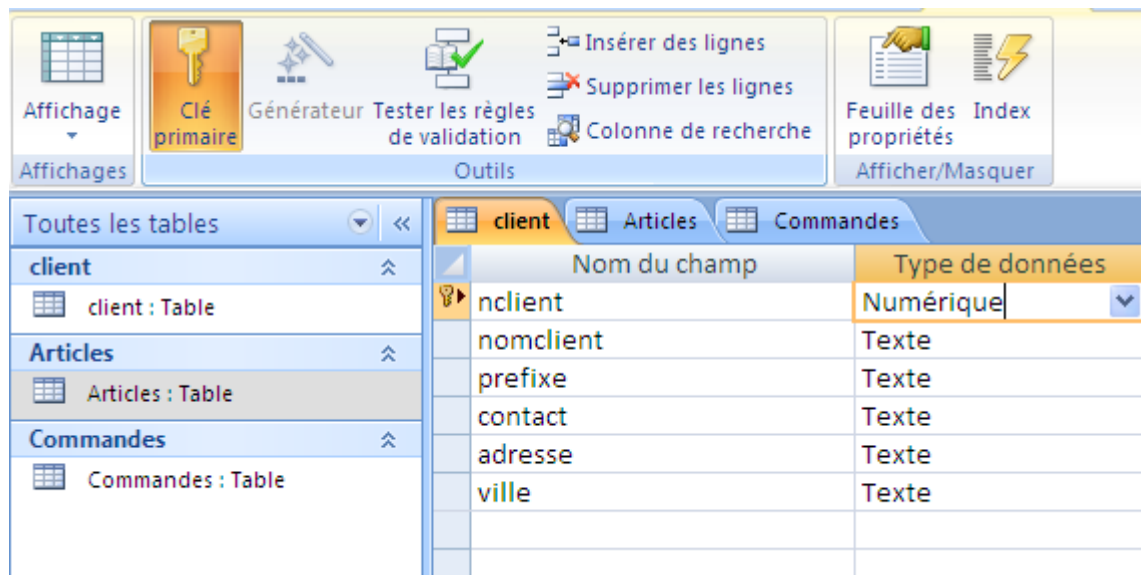 Affichage
Clé primaire
Générateur
Tester les règles de validation
Insérer des lignes
Supprimer les lignes
Colonne de recherche
Feuille des propriétés
Index
Affichages
Outils
Afficher/Masquer
Toutes les tables
client
client : Table
Articles
Articles : Table
Commandes
Commandes : Table
client Articles Commandes
Nom du champ Type de données
nclient Numérique
nomclient Texte
prefixe Texte
contact Texte
adresse Texte
ville Texte